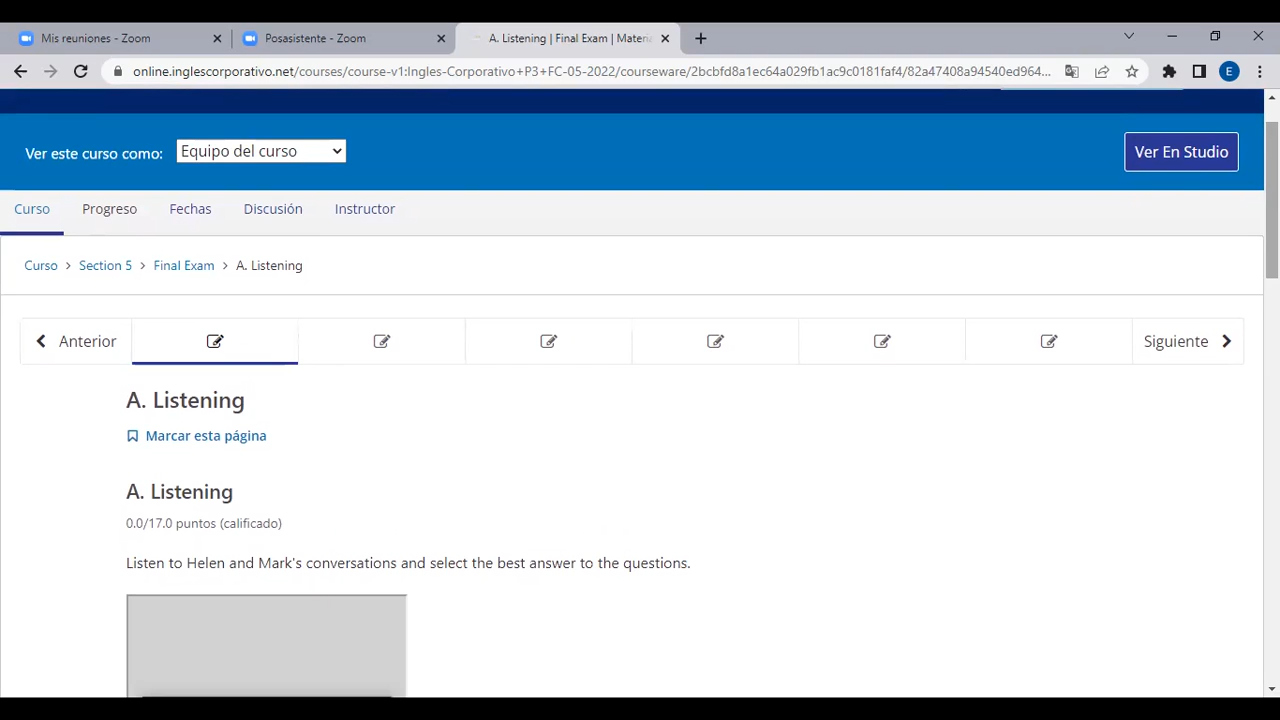 Mis reuniones - Zoom
Posasistente - Zoom
A. Listening | Final Exam | Materia
online.inglescorporativo.net/courses/course-v1:Ingles-Corporativo+P3+FC-05-2022/courseware/2bcbfd8a1ec64a029fb1ac9c0181faf4/82a47408a94540ed964...
E
Ver este curso como:
Equipo del curso
Ver En Studio
Curso
Progreso
Fechas
Discusión
Instructor
Curso > Section 5 > Final Exam > A. Listening
Anterior
Siguiente
A. Listening
Marcar esta página
A. Listening
0.0/17.0 puntos (calificado)
Listen to Helen and Mark's conversations and select the best answer to the questions.